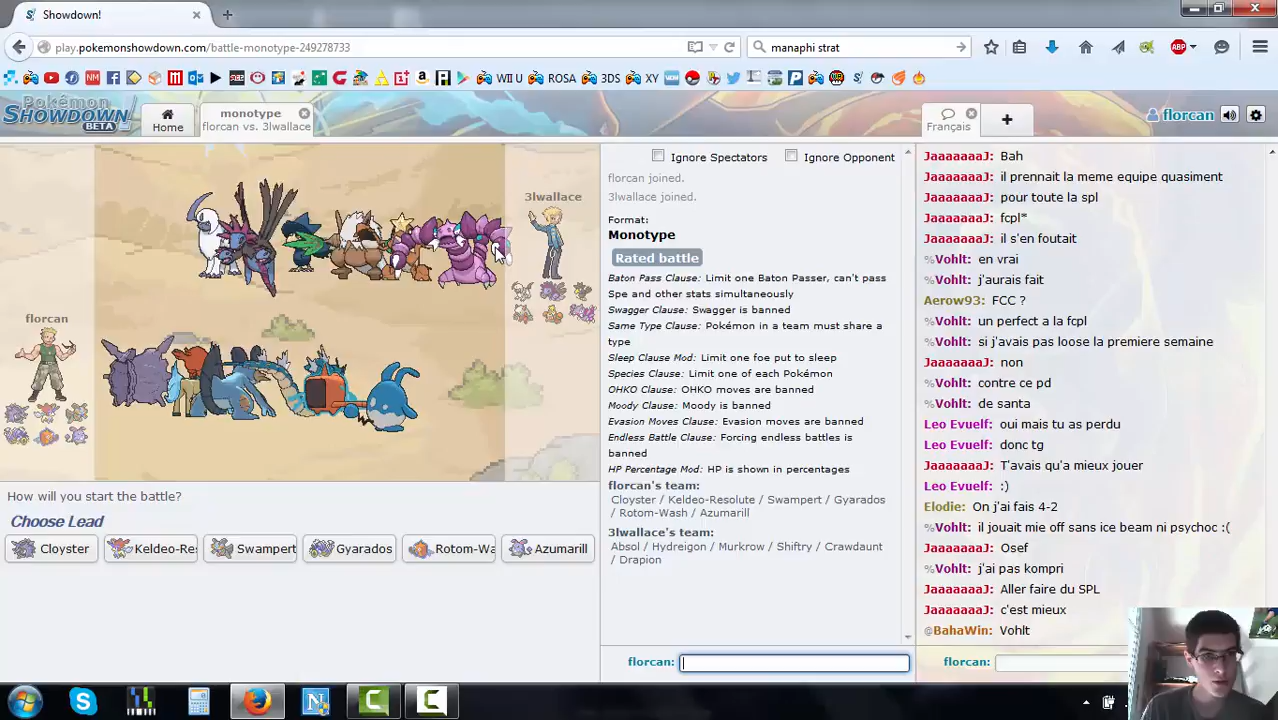 Showdown!
play.pokemonshowdown.com/battle-monotype-249278733
manaphi strat
ABP
WII U
ROSA
3DS
XY
Pokémon
SHOWDOWN
BETA
Home
monotype
florcan vs. 3lwallace
Français
florcan
3lwallace
florcan
How will you start the battle?
Choose Lead
Cloyster
Keldeo-Res
Swampert
Gyarados
Rotom-Wa
Azumarill
Ignore Spectators
Ignore Opponent
florcan joined.
3lwallace joined.
Format:
Monotype
Rated battle
Baton Pass Clause: Limit one Baton Passer, can't pass
Spe and other stats simultaneously
Swagger Clause: Swagger is banned
Same Type Clause: Pokémon in a team must share a
type
Sleep Clause Mod: Limit one foe put to sleep
Species Clause: Limit one of each Pokémon
OHKO Clause: OHKO moves are banned
Moody Clause: Moody is banned
Evasion Moves Clause: Evasion moves are banned
Endless Battle Clause: Forcing endless battles is
banned
HP Percentage Mod: HP is shown in percentages
florcan's team:
Cloyster / Keldeo-Resolute / Swampert / Gyarados
/ Rotom-Wash / Azumarill
3lwallace's team:
Absol / Hydreigon / Murkrow / Shiftry / Crawdaunt
/ Drapion
florcan:
JaaaaaaaJ: Bah
JaaaaaaaJ: il prennait la meme equipe quasiment
JaaaaaaaJ: pour toute la spl
JaaaaaaaJ: fcpl*
JaaaaaaaJ: il s'en foutait
%Vohlt: en vrai
%Vohlt: j'aurais fait
Aerow93: FCC ?
%Vohlt: un perfect a la fcpl
%Vohlt: si j'avais pas loose la premiere semaine
JaaaaaaaJ: non
%Vohlt: contre ce pd
%Vohlt: de santa
Leo Evuelf: oui mais tu as perdu
Leo Evuelf: donc tg
JaaaaaaaJ: T'avais qu'a mieux jouer
Leo Evuelf: :)
Elodie: On j'ai fais 4-2
%Vohlt: il jouait mie off sans ice beam ni psychoc :(
JaaaaaaaJ: Osef
%Vohlt: j'ai pas kompri
JaaaaaaaJ: Aller faire du SPL
JaaaaaaaJ: c'est mieux
@BahaWin: Vohlt
florcan: